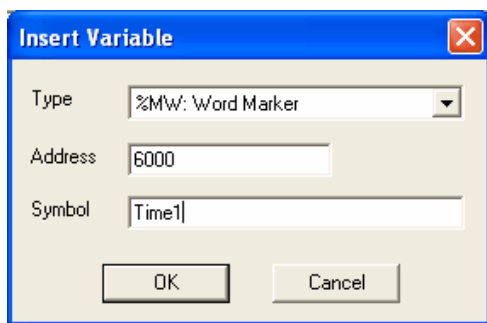 Insert Variable
Type %MW: Word Marker
Address 6000
Symbol Time1
OK Cancel